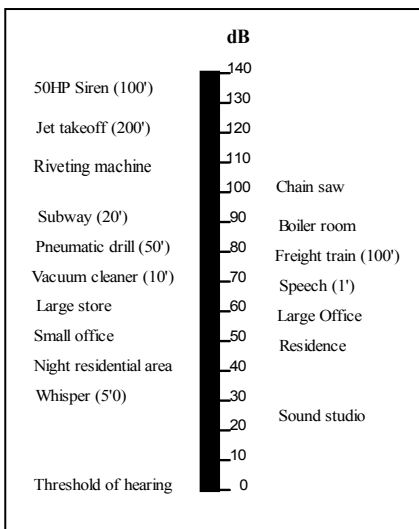 dB
140
50HP Siren (100')
130
Jet takeoff (200')
120
110
Riveting machine
100
Chain saw
Subway (20')
90
Boiler room
Pneumatic drill (50')
80
Freight train (100')
Vacuum cleaner (10')
70
Speech (1')
Large store
60
Large Office
Small office
50
Residence
Night residential area
40
Whisper (5'0)
30
Sound studio
20
10
Threshold of hearing
0